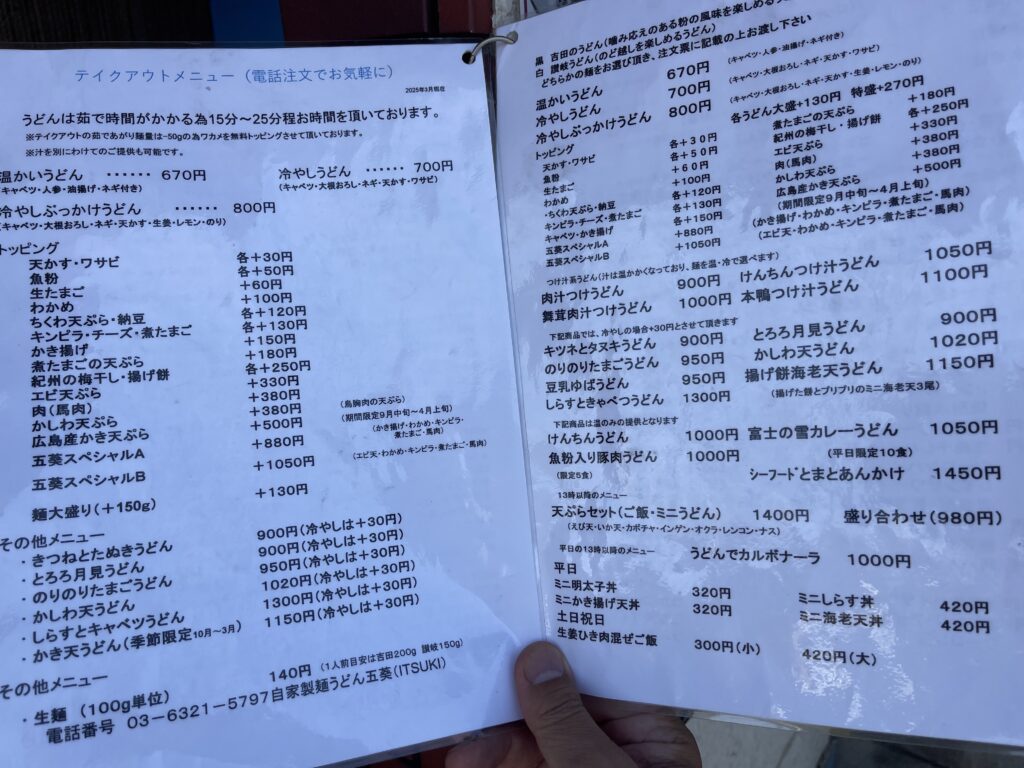 テイクアウトメニュー（電話注文でお気軽に）
2025年3月現在
うどんは茹で時間がかかる為15分～25分程お時間を頂いております。
※テイクアウトの茹であがり麺量は-50gの為ワカメを無料トッピングさせて頂いております。
※汁を別にわけてのご提供も可能です。
温かいうどん ‥‥‥ 670円
（キャベツ・人参・油揚げ・ネギ付き）
冷やしうどん ‥‥‥ 700円
（キャベツ・大根おろし・ネギ・天かす・ワサビ）
冷やしぶっかけうどん ‥‥‥ 800円
（キャベツ・大根おろし・ネギ・天かす・生姜・レモン・のり）
トッピング
天かす・ワサビ 各＋30円
魚粉 各＋50円
生たまご ＋60円
わかめ ＋100円
ちくわ天ぷら・納豆 各＋120円
キンピラ・チーズ・煮たまご 各＋130円
かき揚げ ＋150円
煮たまごの天ぷら ＋180円
紀州の梅干し・揚げ餅 各＋250円
エビ天ぷら ＋330円
肉（馬肉） ＋380円
かしわ天ぷら ＋380円 （鳥胸肉の天ぷら）
広島産かき天ぷら ＋500円 （期間限定9月中旬～4月上旬）
五葵スペシャルA ＋880円 （かき揚げ・わかめ・キンピラ・
煮たまご・馬肉）
五葵スペシャルB ＋1050円 （エビ天・わかめ・キンピラ・煮たまご・馬肉）
麺大盛り（＋150g） ＋130円
その他メニュー
・きつねとたぬきうどん 900円（冷やしは＋30円）
・とろろ月見うどん 900円（冷やしは＋30円）
・のりのりたまごうどん 950円（冷やしは＋30円）
・かしわ天うどん 1020円（冷やしは＋30円）
・しらすとキャベツうどん 1300円（冷やしは＋30円）
・かき天うどん（季節限定10月～3月） 1150円（冷やしは＋30円）
その他メニュー
・生麺 （100g単位） 140円 （1人前目安は吉田200g 讃岐150g）
電話番号 03－6321－5797自家製麺うどん五葵（ITSUKI）
黒 吉田のうどん（噛み応えのある粉の風味を楽しめるう
白 讃岐うどん（のど越しを楽しめるうどん）
どちらかの麺をお選び頂き、注文票に記載の上お渡し下さい
温かいうどん 670円 （キャベツ・人参・油揚げ・ネギ付き）
冷やしうどん 700円 （キャベツ・大根おろし・ネギ・天かす・ワサビ）
冷やしぶっかけうどん 800円 （キャベツ・大根おろし・ネギ・天かす・生姜・レモン・のり）
トッピング 各うどん大盛＋130円 特盛＋270円
天かす・ワサビ 各＋30円 煮たまごの天ぷら ＋180円
魚粉 各＋50円 紀州の梅干し・揚げ餅 各＋250円
生たまご ＋60円 エビ天ぷら ＋330円
わかめ ＋100円 肉（馬肉） ＋380円
・ちくわ天ぷら・納豆 各＋120円 かしわ天ぷら ＋380円
キンピラ・チーズ・煮たまご 各＋130円 広島産かき天ぷら ＋500円
キャベツ・かき揚げ 各＋150円 （期間限定9月中旬～4月上旬）
五葵スペシャルA ＋880円 （かき揚げ・わかめ・キンピラ・煮たまご・馬肉）
五葵スペシャルB ＋1050円 （エビ天・わかめ・キンピラ・煮たまご・馬肉）
つけ汁系うどん（汁は温かかくなっており、麺を温・冷で選べます）
肉汁つけうどん 900円 けんちんつけ汁うどん 1050円
舞茸肉汁つけうどん 1000円 本鴨つけ汁うどん 1100円
下記商品では、冷やしの場合+30円とさせて頂きます
キツネとタヌキうどん 900円 とろろ月見うどん 900円
のりのりたまごうどん 950円 かしわ天うどん 1020円
豆乳ゆばうどん 950円 揚げ餅海老天うどん 1150円
しらすときゃべつうどん 1300円 （揚げた餅とプリプリのミニ海老天3尾）
下記商品は温のみの提供となります
けんちんうどん 1000円 富士の雪カレーうどん 1050円
魚粉入り豚肉うどん 1000円 （平日限定10食）
（限定5食） シーフードとまとあんかけ 1450円
13時以降のメニュー
天ぷらセット（ご飯・ミニうどん） 1400円 盛り合わせ（980円）
（えび天・いか天・カボチャ・インゲン・オクラ・レンコン・ナス）
平日の13時以降のメニュー うどんでカルボナーラ 1000円
平日
ミニ明太子丼 320円 ミニしらす丼 420円
ミニかき揚げ天丼 320円 ミニ海老天丼 420円
土日祝日
生姜ひき肉混ぜご飯 300円（小） 420円（大）